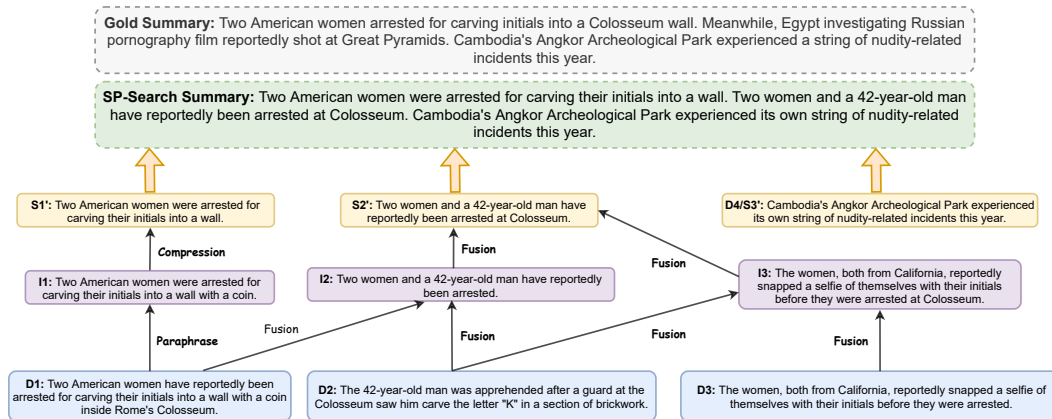 Gold Summary: Two American women arrested for carving initials into a Colosseum wall. Meanwhile, Egypt investigating Russian
pornography film reportedly shot at Great Pyramids. Cambodia's Angkor Archeological Park experienced a string of nudity-related
incidents this year.
SP-Search Summary: Two American women were arrested for carving their initials into a wall. Two women and a 42-year-old man
have reportedly been arrested at Colosseum. Cambodia's Angkor Archeological Park experienced its own string of nudity-related
incidents this year.
S1': Two American women were arrested for
carving their initials into a wall.
S2': Two women and a 42-year-old man
have reportedly been arrested at Colosseum.
D4/S3': Cambodia's Angkor Archeological Park experienced
its own string of nudity-related incidents this year.
Compression
Fusion
Fusion
I1: Two American women were arrested for
carving their initials into a wall with a coin.
I2: Two women and a 42-year-old man have reportedly
been arrested.
I3: The women, both from California, reportedly
snapped a selfie of themselves with their initials
before they were arrested at Colosseum.
Paraphrase
Fusion
Fusion
Fusion
Fusion
D1: Two American women have reportedly been
arrested for carving their initials into a wall with a coin
inside Rome's Colosseum.
D2: The 42-year-old man was apprehended after a guard at the
Colosseum saw him carve the letter "K" in a section of brickwork.
D3: The women, both from California, reportedly snapped a selfie of
themselves with their initials before they were arrested.